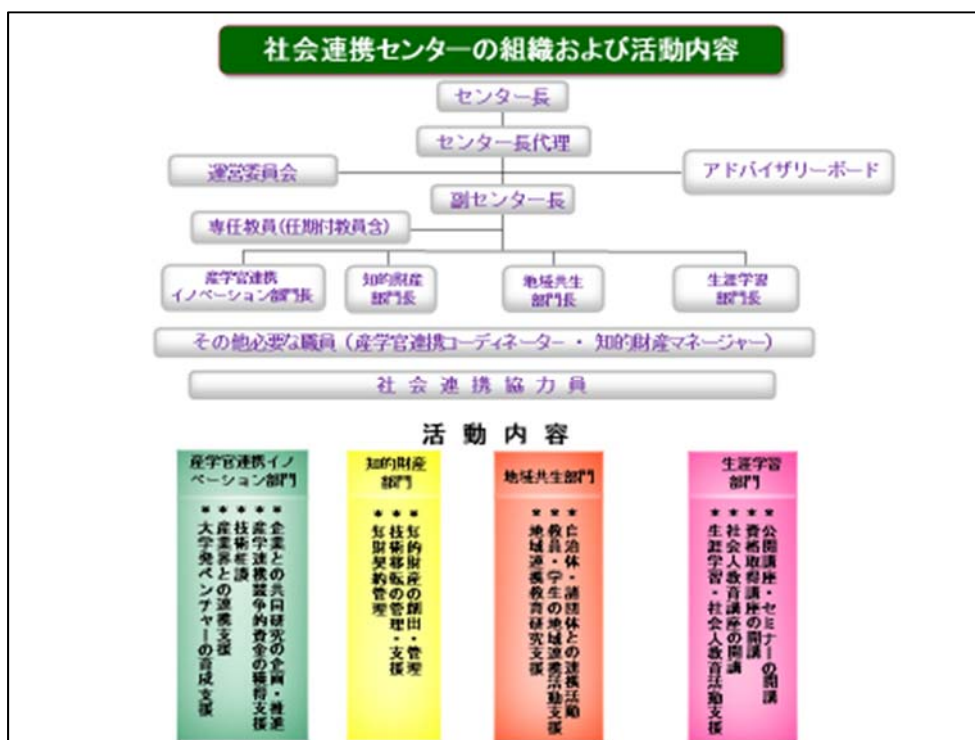 社会連携センターの組織および活動内容
センター長
センター長代理
運営委員会
アドバイザリーボード
副センター長
専任教員(任期付教員含)
産学官連携
イノベーション部門長
知的財産
部門長
地域共生
部門長
生涯学習
部門長
その他必要な職員（産学官連携コーディネーター・知的財産マネージャー）
社会連携協力員
活動内容
産学官連携イノ
ベーション部門
＊企業との共同研究の企画・推進
＊産学連携競争的資金の獲得支援
＊技術相談
＊産業界との連携支援
＊大学発ベンチャーの育成支援
知的財産
部門
＊知的財産の創出・管理
＊技術移転の管理・支援
＊知財契約管理
地域共生部門
＊自治体・諸団体との連携活動
＊教員・学生の地域連携活動支援
＊地域連携教育研究支援
生涯学習
部門
＊公開講座・セミナーの開講
＊資格取得講座の開講
＊社会人教育講座の開講
＊生涯学習・社会人教育活動支援